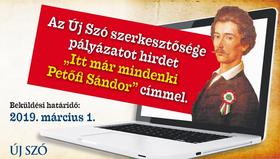 Az Új Szó szerkesztősége
pályázatot hirdet
„Itt már mindenki
Petőfi Sándor”
címmel.
Beküldési határidő:
2019. március 1.
ÚJ SZÓ